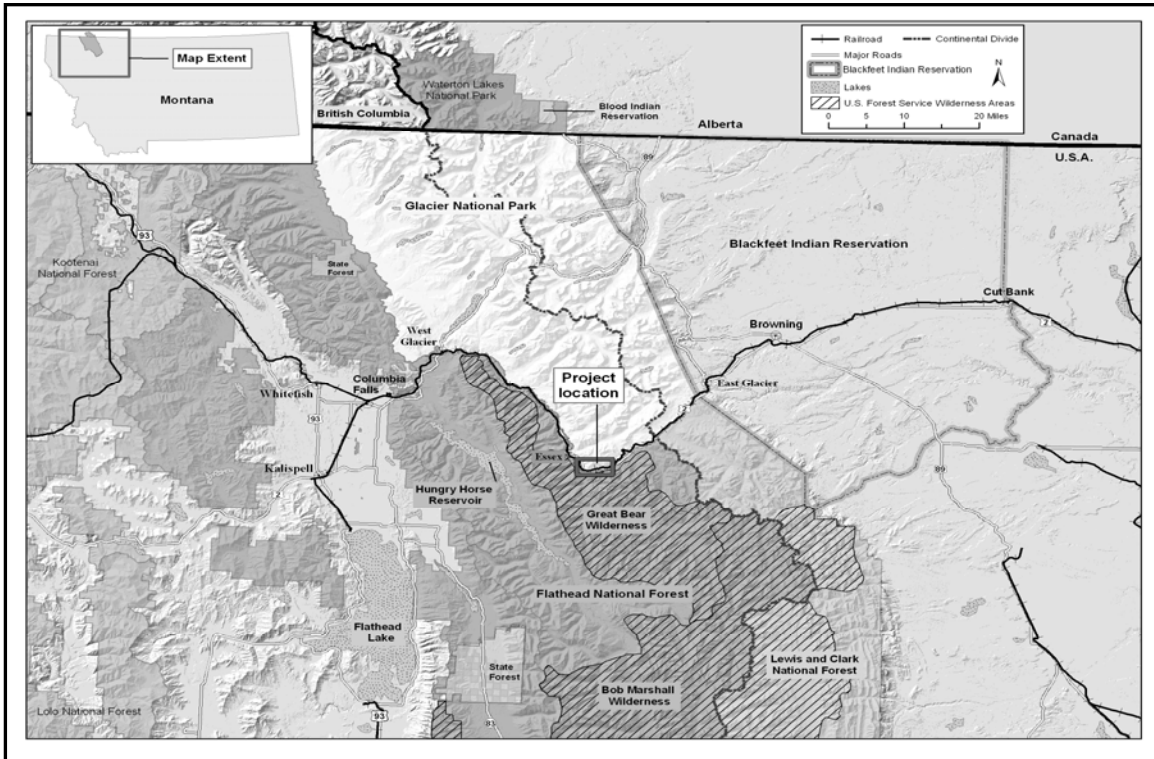 Map Extent
Montana
Railroad
Continental Divide
Major Roads
Blackfeet Indian Reservation
Lakes
U.S. Forest Service Wilderness Areas
N
0 5 10 20 Miles
Waterton Lakes
National Park
British Columbia
Blood Indian
Reservation
Alberta
Canada
U.S.A.
89
Glacier National Park
93
Kootenai
National Forest
State
Forest
Blackfeet Indian Reservation
Cut Bank
2
Browning
West
Glacier
Project
location
East Glacier
Columbia
Falls
Whitefish
2
93
Essex
Kalispell
2
89
Hungry Horse
Reservoir
Great Bear
Wilderness
Flathead National Forest
Flathead
Lake
State
Forest
Lewis and Clark
National Forest
Bob Marshall
Wilderness
Lolo National Forest
93
83